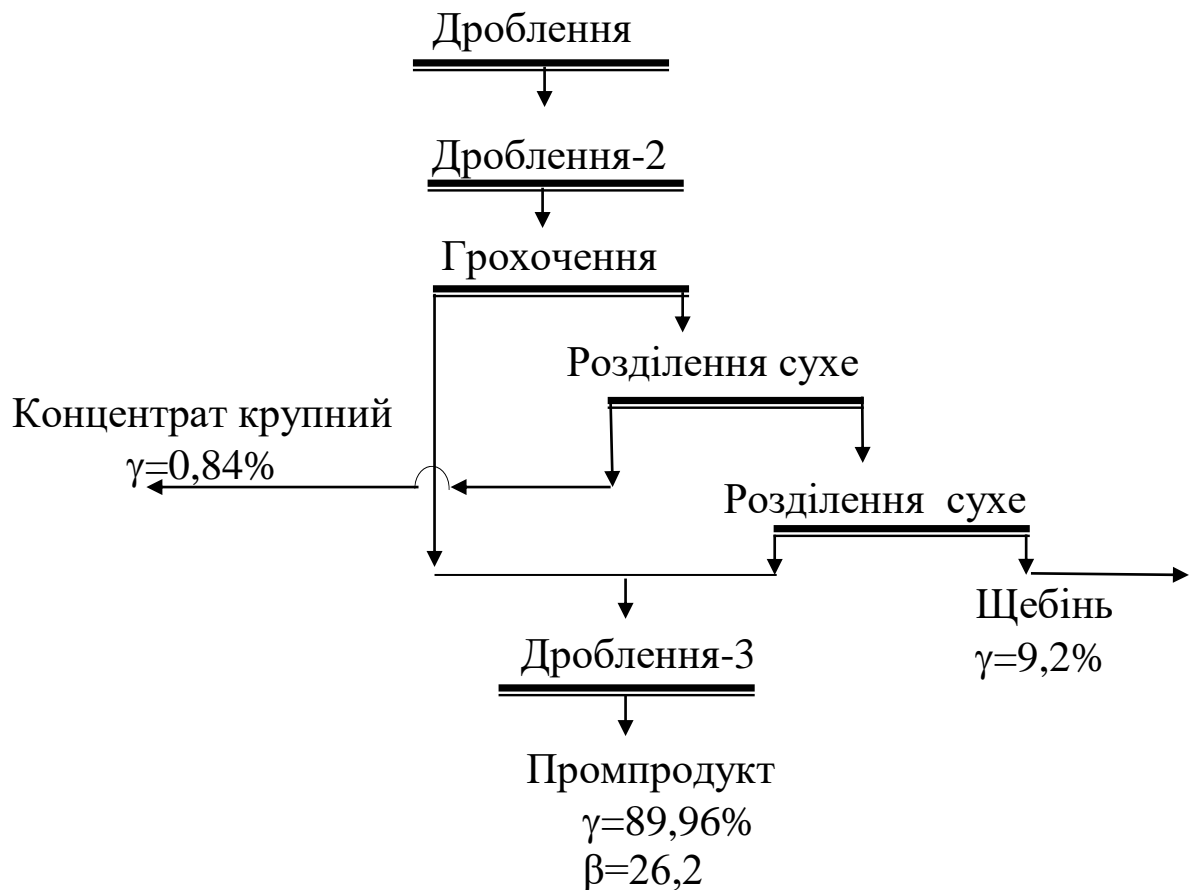 Дроблення
Дроблення-2
Грохочення
Розділення сухе
Концентрат крупний
γ=0,84%
Розділення сухе
Щебінь
γ=9,2%
Дроблення-3
Промпродукт
γ=89,96%
β=26,2